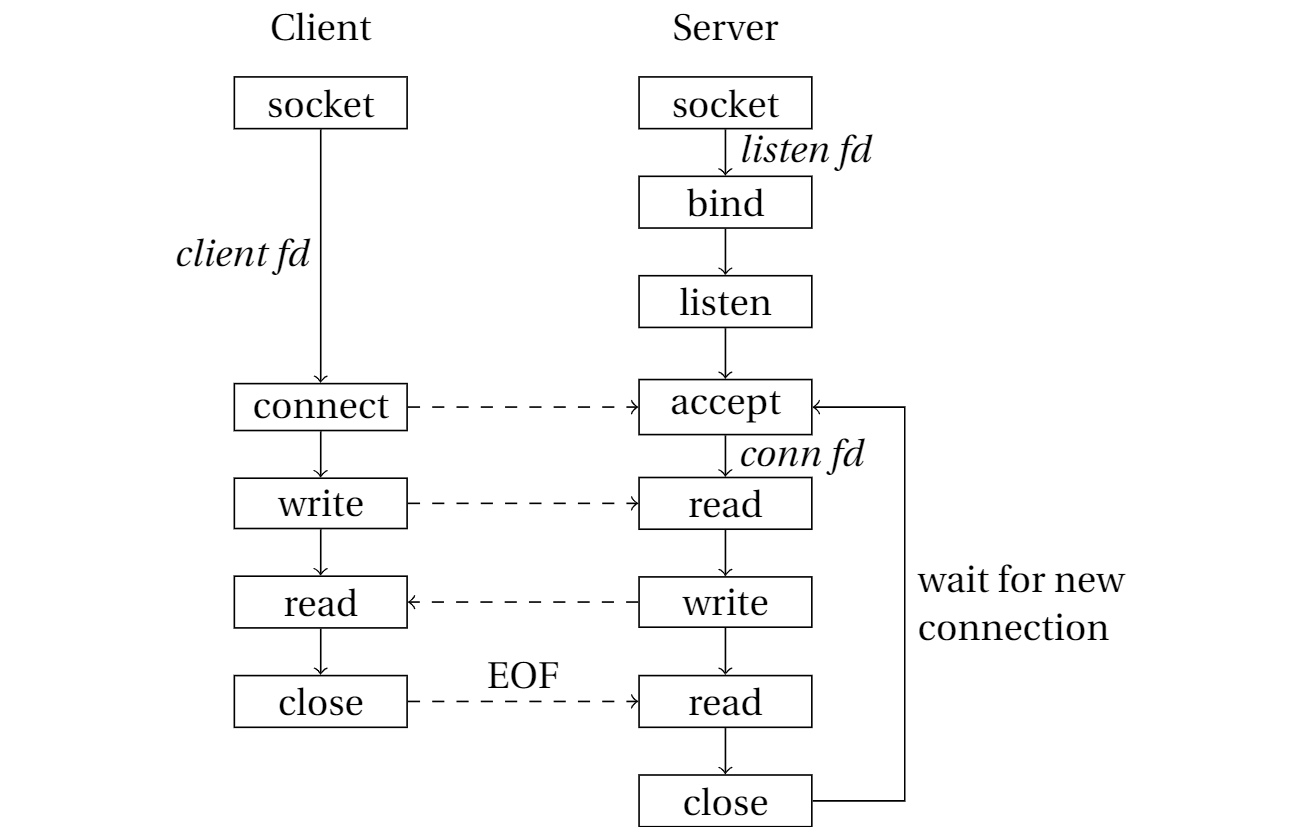 Client
Server
socket
socket
listen fd
bind
client fd
listen
connect
accept
conn fd
write
read
read
write
wait for new
connection
EOF
close
read
close